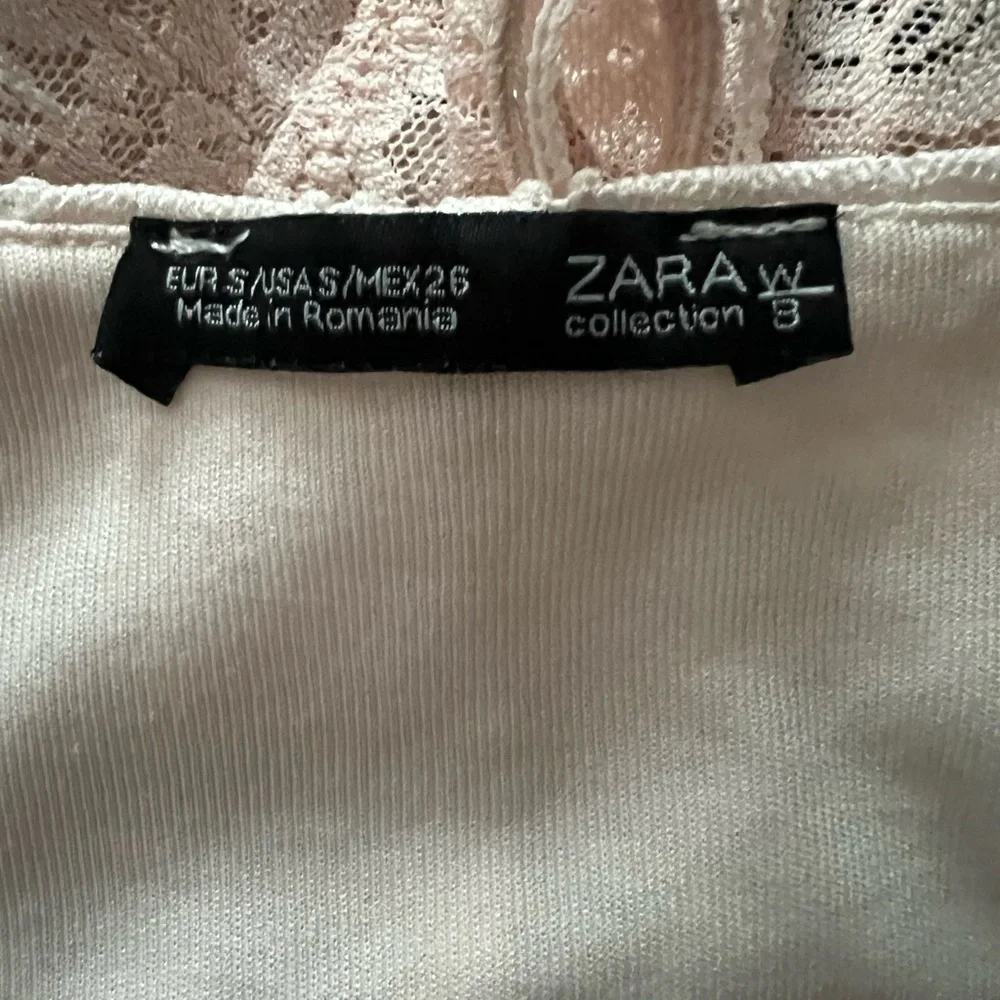 EUR S/USA S/MEX 26
Made in Romania
ZARA W
collection B